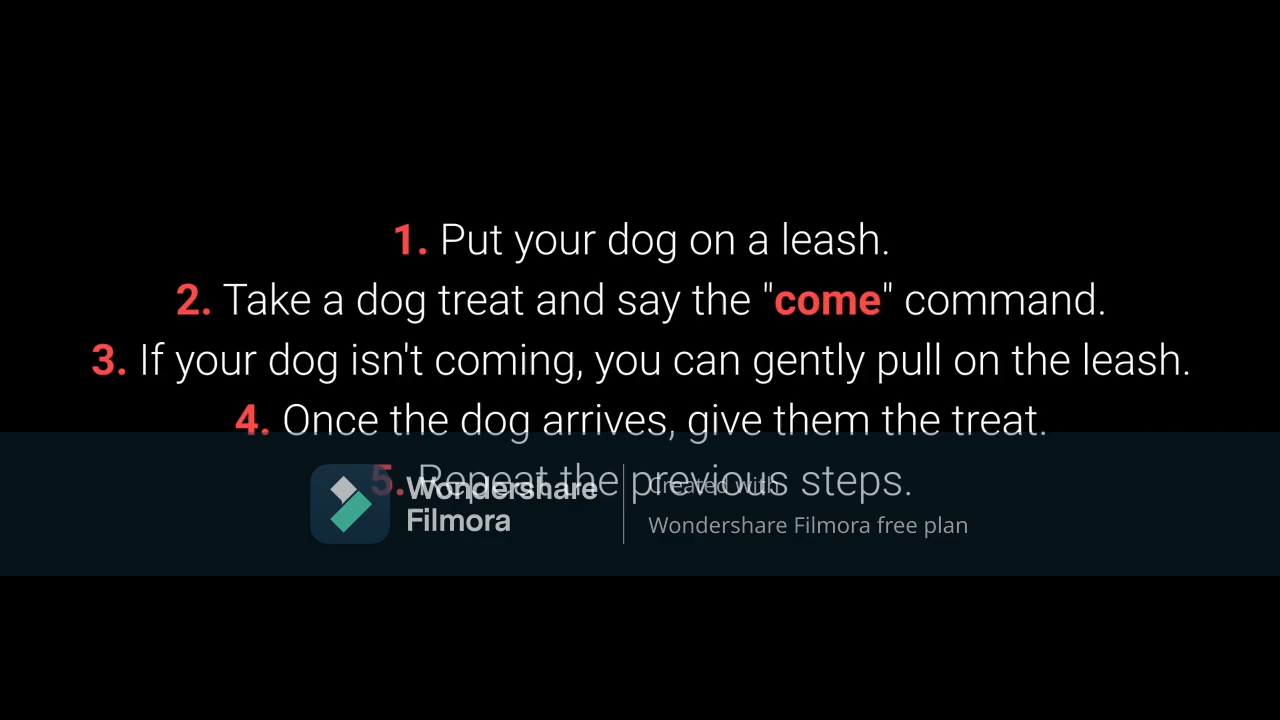 1. Put your dog on a leash.
2. Take a dog treat and say the "come" command.
3. If your dog isn't coming, you can gently pull on the leash.
4. Once the dog arrives, give them the treat.
5. Repeat the previous steps.
Wondershare
Filmora
Created with
Wondershare Filmora free plan